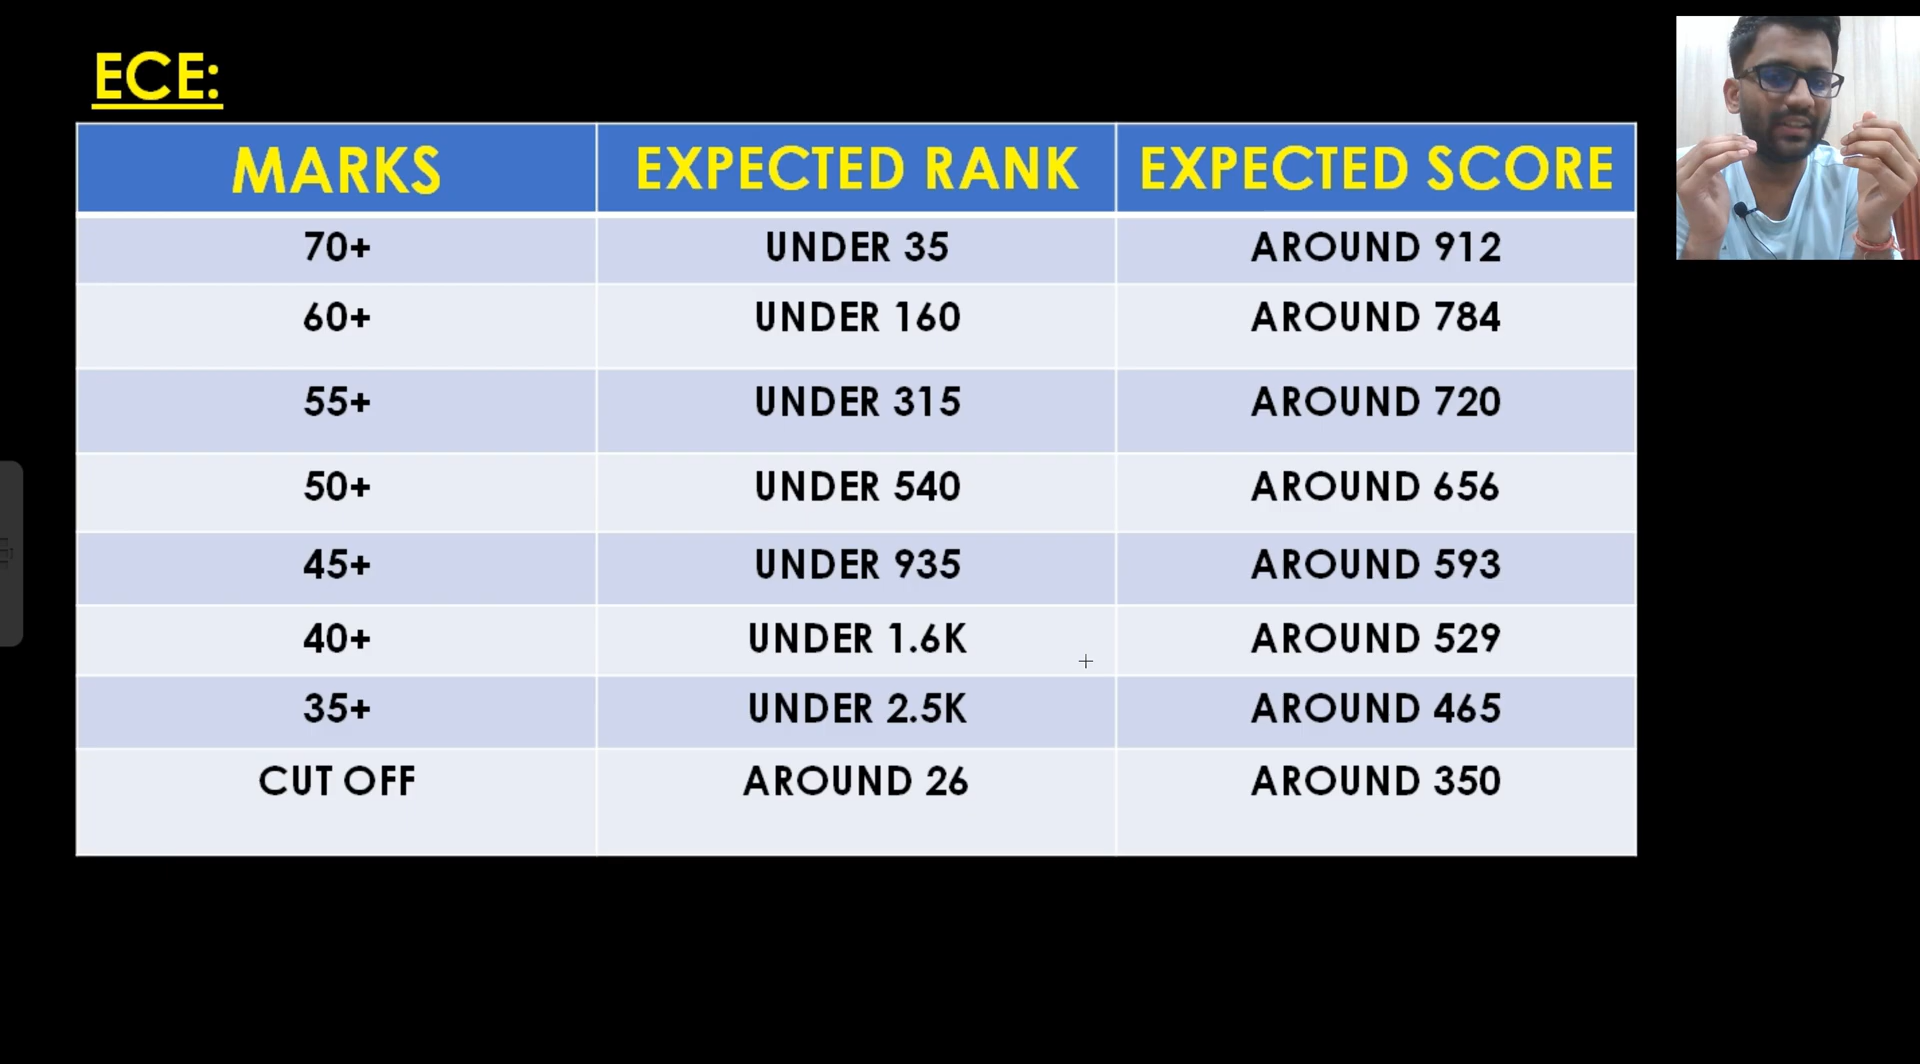 ECE:
MARKS EXPECTED RANK EXPECTED SCORE
70+ UNDER 35 AROUND 912
60+ UNDER 160 AROUND 784
55+ UNDER 315 AROUND 720
50+ UNDER 540 AROUND 656
45+ UNDER 935 AROUND 593
40+ UNDER 1.6K AROUND 529
35+ UNDER 2.5K AROUND 465
CUT OFF AROUND 26 AROUND 350